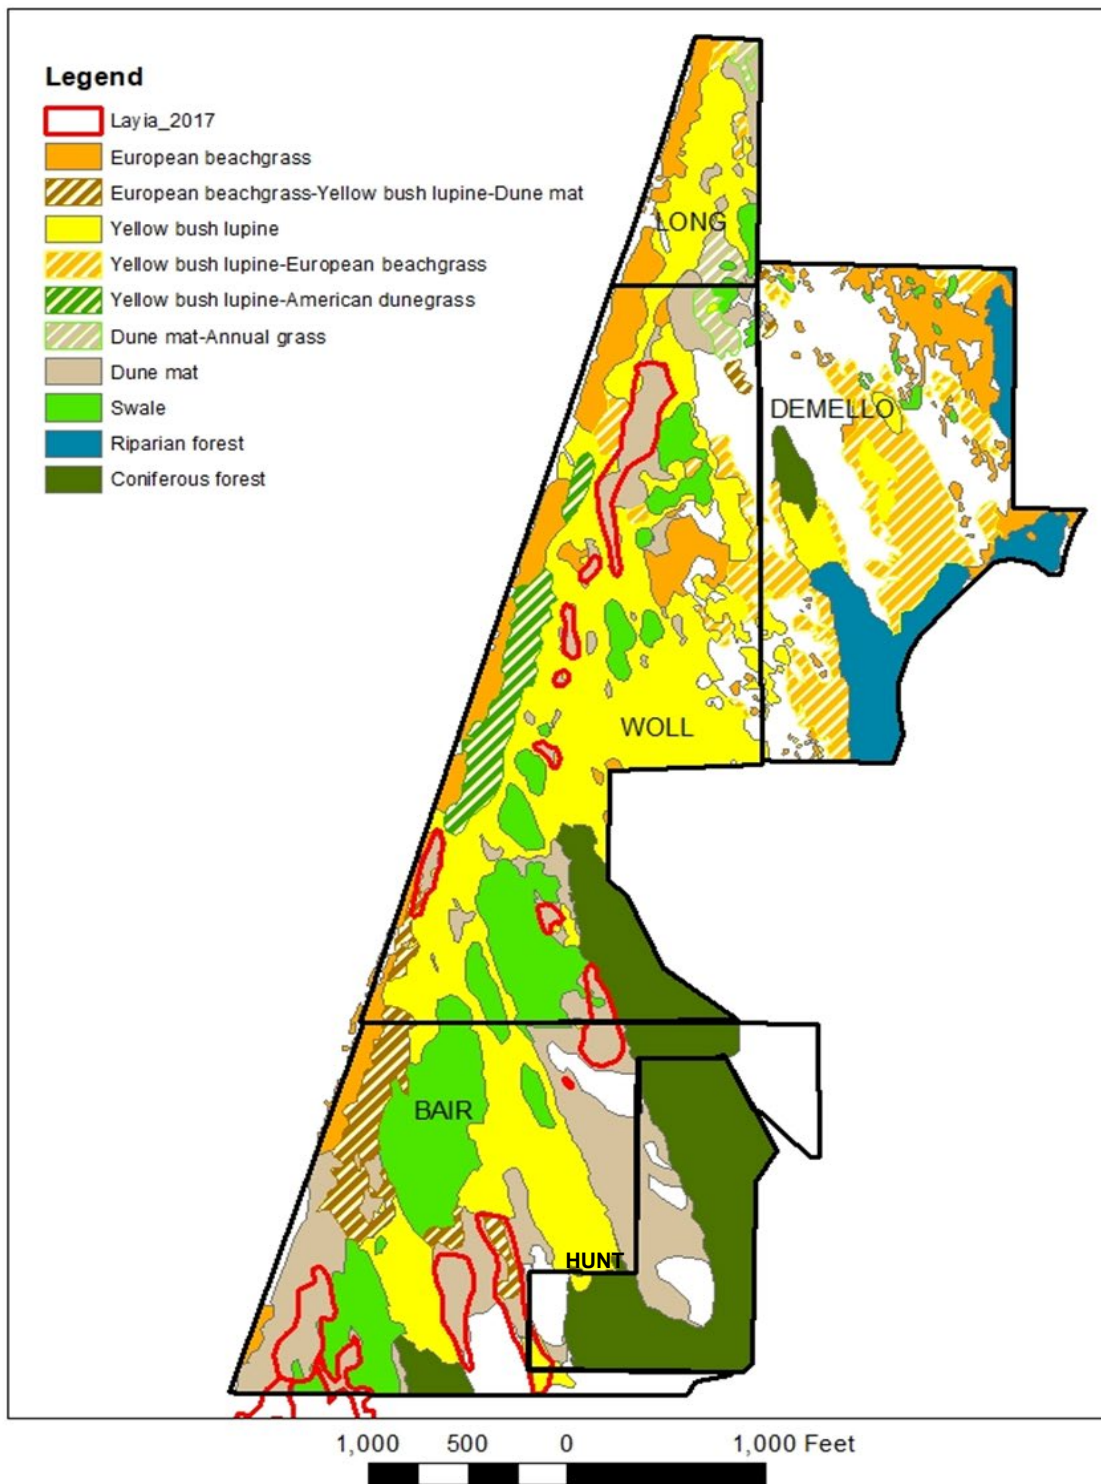 Legend
Layia_2017
European beachgrass
European beachgrass-Yellow bush lupine-Dune mat
Yellow bush lupine
Yellow bush lupine-European beachgrass
Yellow bush lupine-American dunegrass
Dune mat-Annual grass
Dune mat
Swale
Riparian forest
Coniferous forest
LONG
DEMELLO
WOLL
BAIR
HUNT
1,000 500 0 1,000 Feet